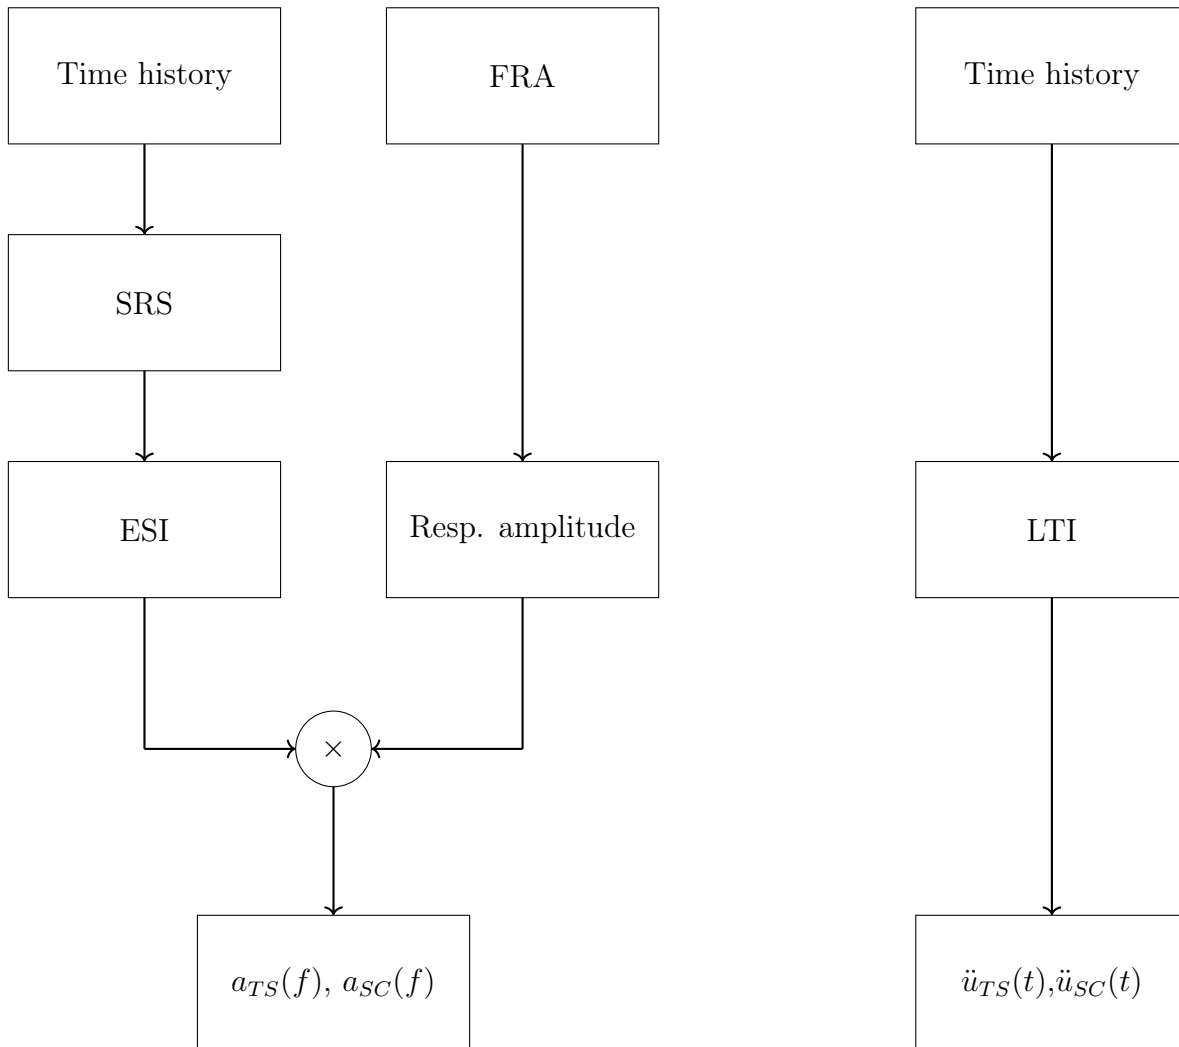 Time history
FRA
Time history
SRS
ESI
Resp. amplitude
LTI
×
a_{TS}(f), a_{SC}(f)
ü_{TS}(t),ü_{SC}(t)